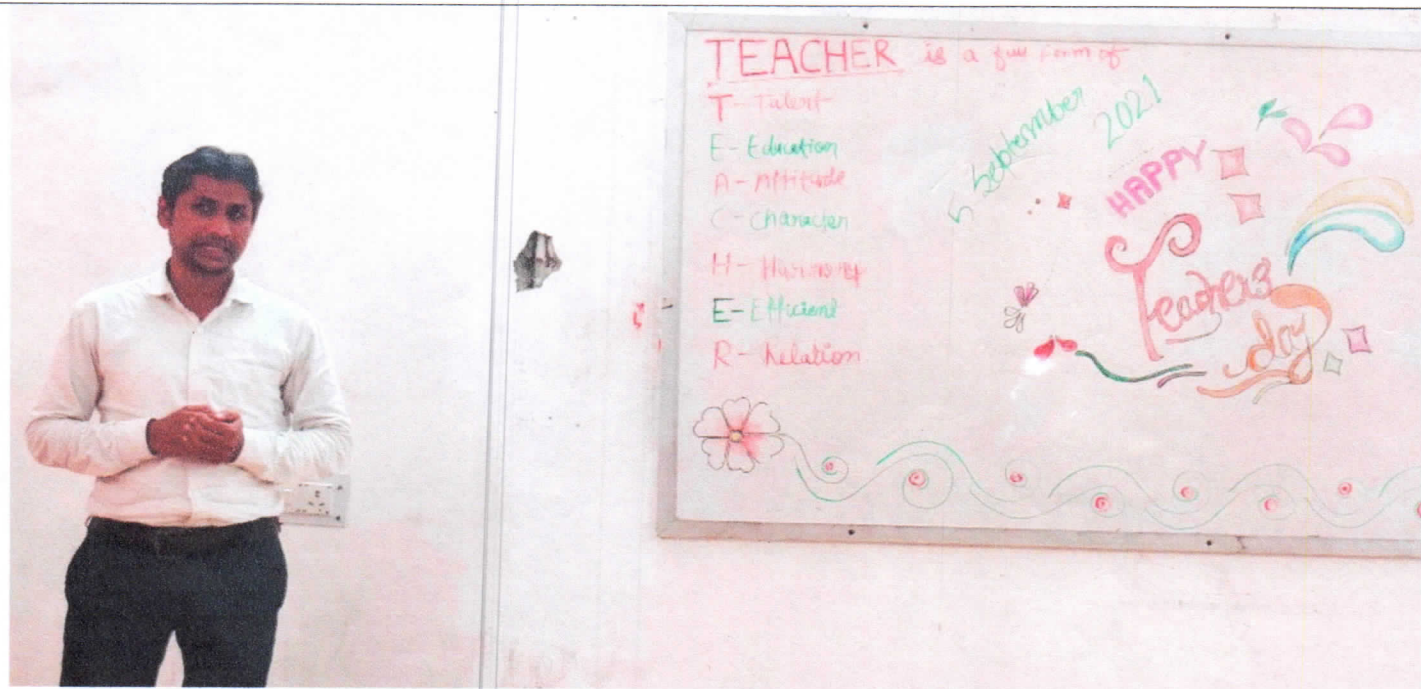 TEACHER is a full form of
T - Talent
E - Education
A - Attitude
C - Character
H - Harmony
E - Efficient
R - Relation
5 September 2021
HAPPY
Teachers
day